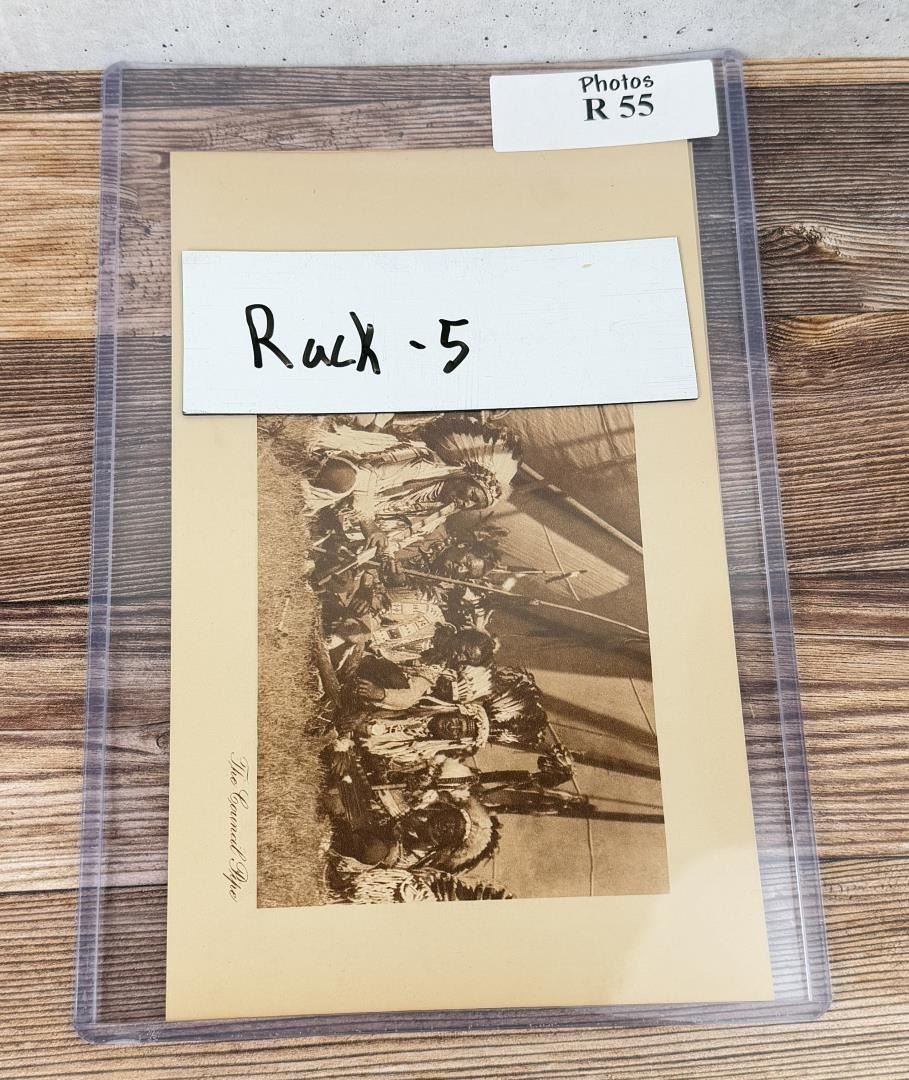 Photos
R 55
Rack - 5
The Council Pipe